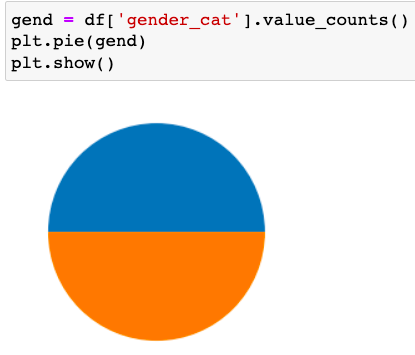 gend = df['gender_cat'].value_counts()
plt.pie(gend)
plt.show()